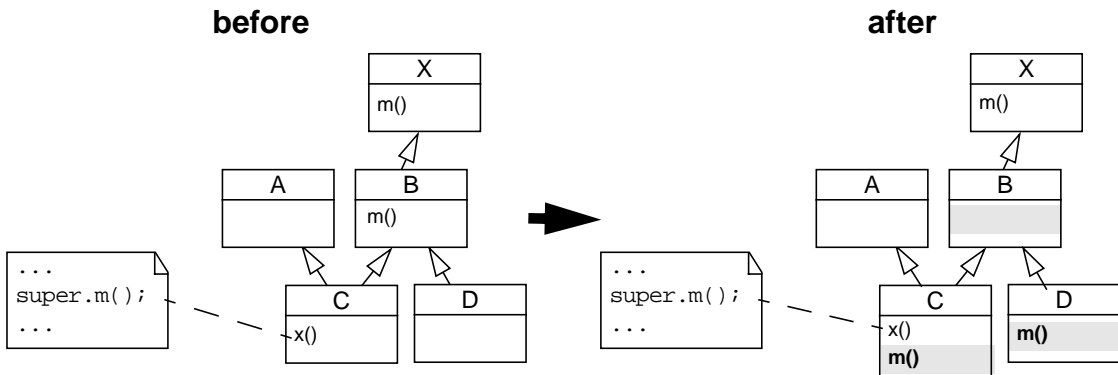 before
after
X
m()
X
m()
A
B
m()
A
B
...
super.m();
...
C
x()
D
...
super.m();
...
C
x()
m()
D
m()